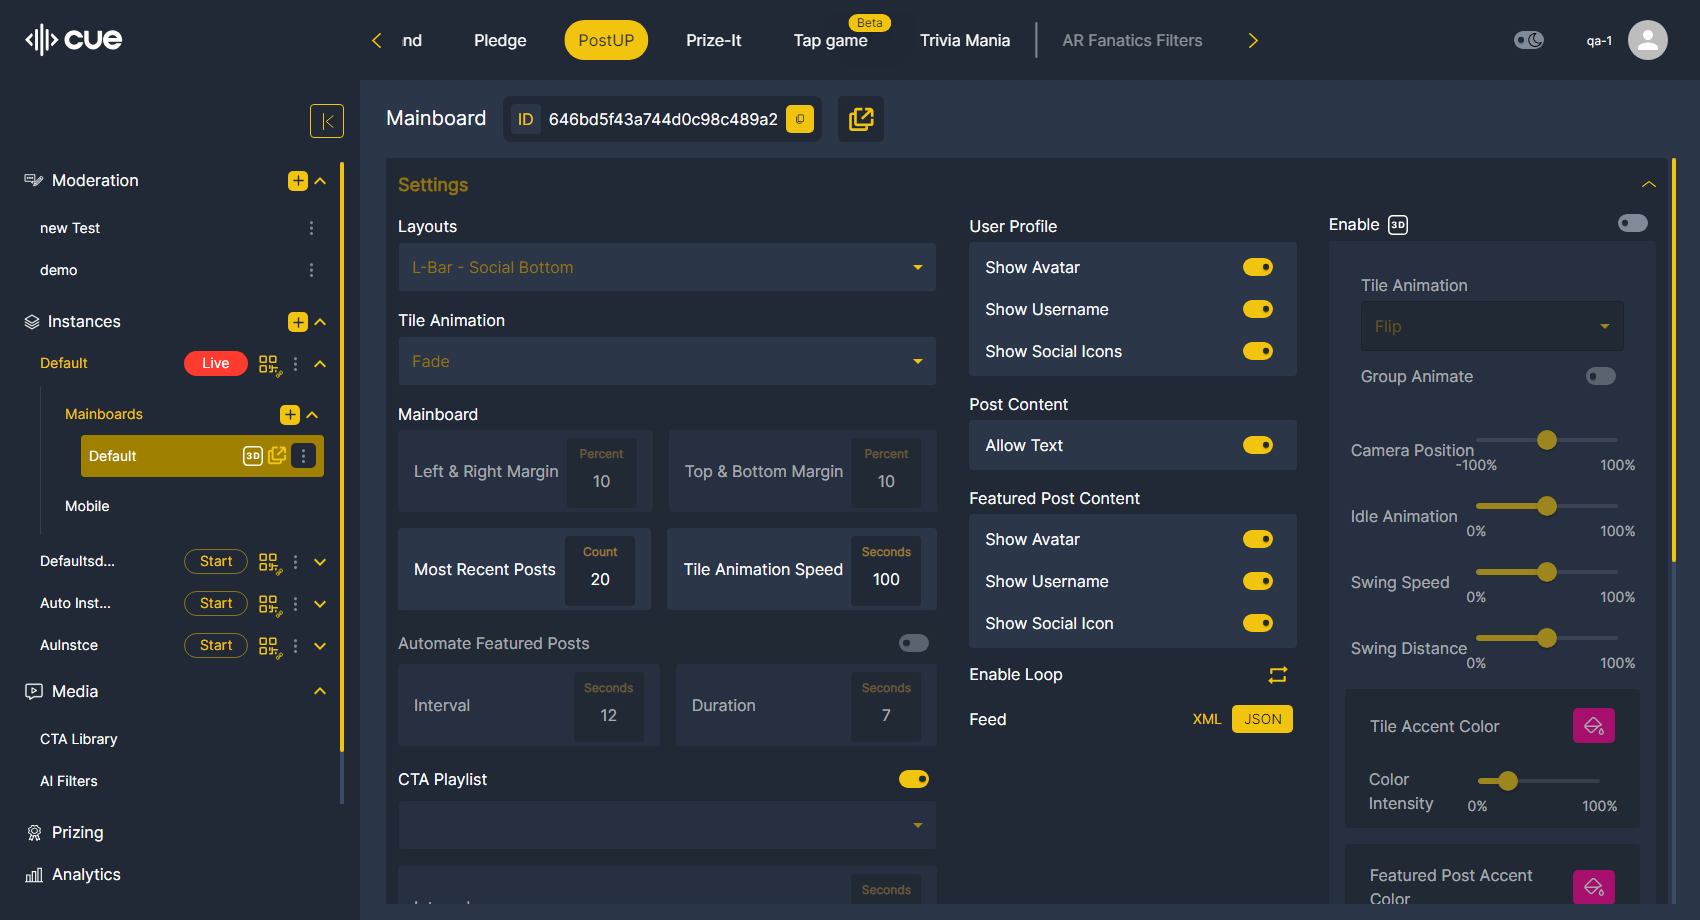 cue
nd
Pledge
PostUP
Prize-It
Tap game
Beta
Trivia Mania
AR Fanatics Filters
qa-1
Moderation
new Test
demo
Instances
Default
Live
Mainboards
Default
3D
Mobile
Defaultsd...
Start
Auto Inst...
Start
AuInstce
Start
Media
CTA Library
AI Filters
Prizing
Analytics
Mainboard
ID
646bd5f43a744d0c98c489a2
Settings
Layouts
L-Bar - Social Bottom
Tile Animation
Fade
Mainboard
Left & Right Margin
Percent
10
Top & Bottom Margin
Percent
10
Most Recent Posts
Count
20
Tile Animation Speed
Seconds
100
Automate Featured Posts
Interval
Seconds
12
Duration
Seconds
7
CTA Playlist
Seconds
User Profile
Show Avatar
Show Username
Show Social Icons
Post Content
Allow Text
Featured Post Content
Show Avatar
Show Username
Show Social Icon
Enable Loop
Feed
XML
JSON
Enable 3D
Tile Animation
Flip
Group Animate
Camera Position
-100%
100%
Idle Animation
0%
100%
Swing Speed
0%
100%
Swing Distance
0%
100%
Tile Accent Color
Color
Intensity
0%
100%
Featured Post Accent
Color